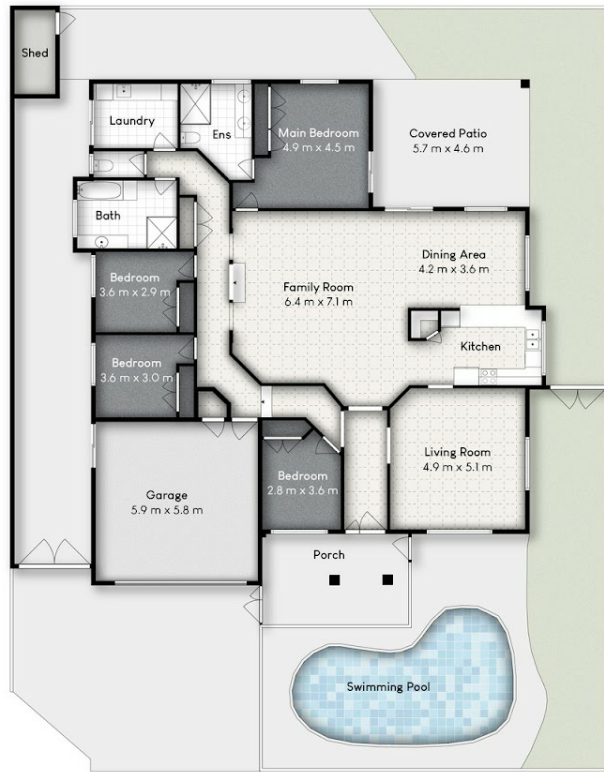 Shed
Laundry
Ens
Main Bedroom
4.9 m x 4.5 m
Covered Patio
5.7 m x 4.6 m
Bath
Dining Area
4.2 m x 3.6 m
Bedroom
3.6 m x 2.9 m
Family Room
6.4 m x 7.1 m
Kitchen
Bedroom
3.6 m x 3.0 m
Living Room
4.9 m x 5.1 m
Bedroom
2.8 m x 3.6 m
Garage
5.9 m x 5.8 m
Porch
Swimming Pool